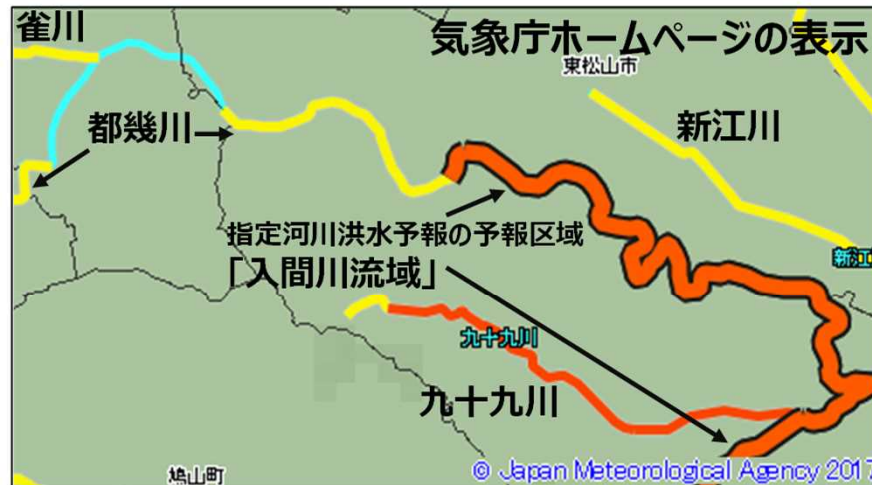 雀川
気象庁ホームページの表示
東松山市
都幾川
新江川
指定河川洪水予報の予報区域
「入間川流域」
新江
九十九川
九十九川
鳩山町
© Japan Meteorological Agency 2017